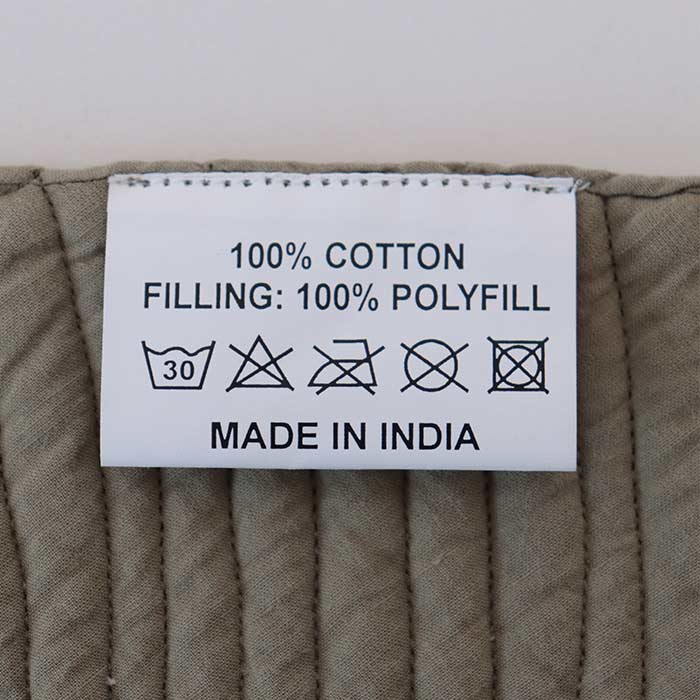 100% COTTON
FILLING: 100% POLYFILL
30
MADE IN INDIA